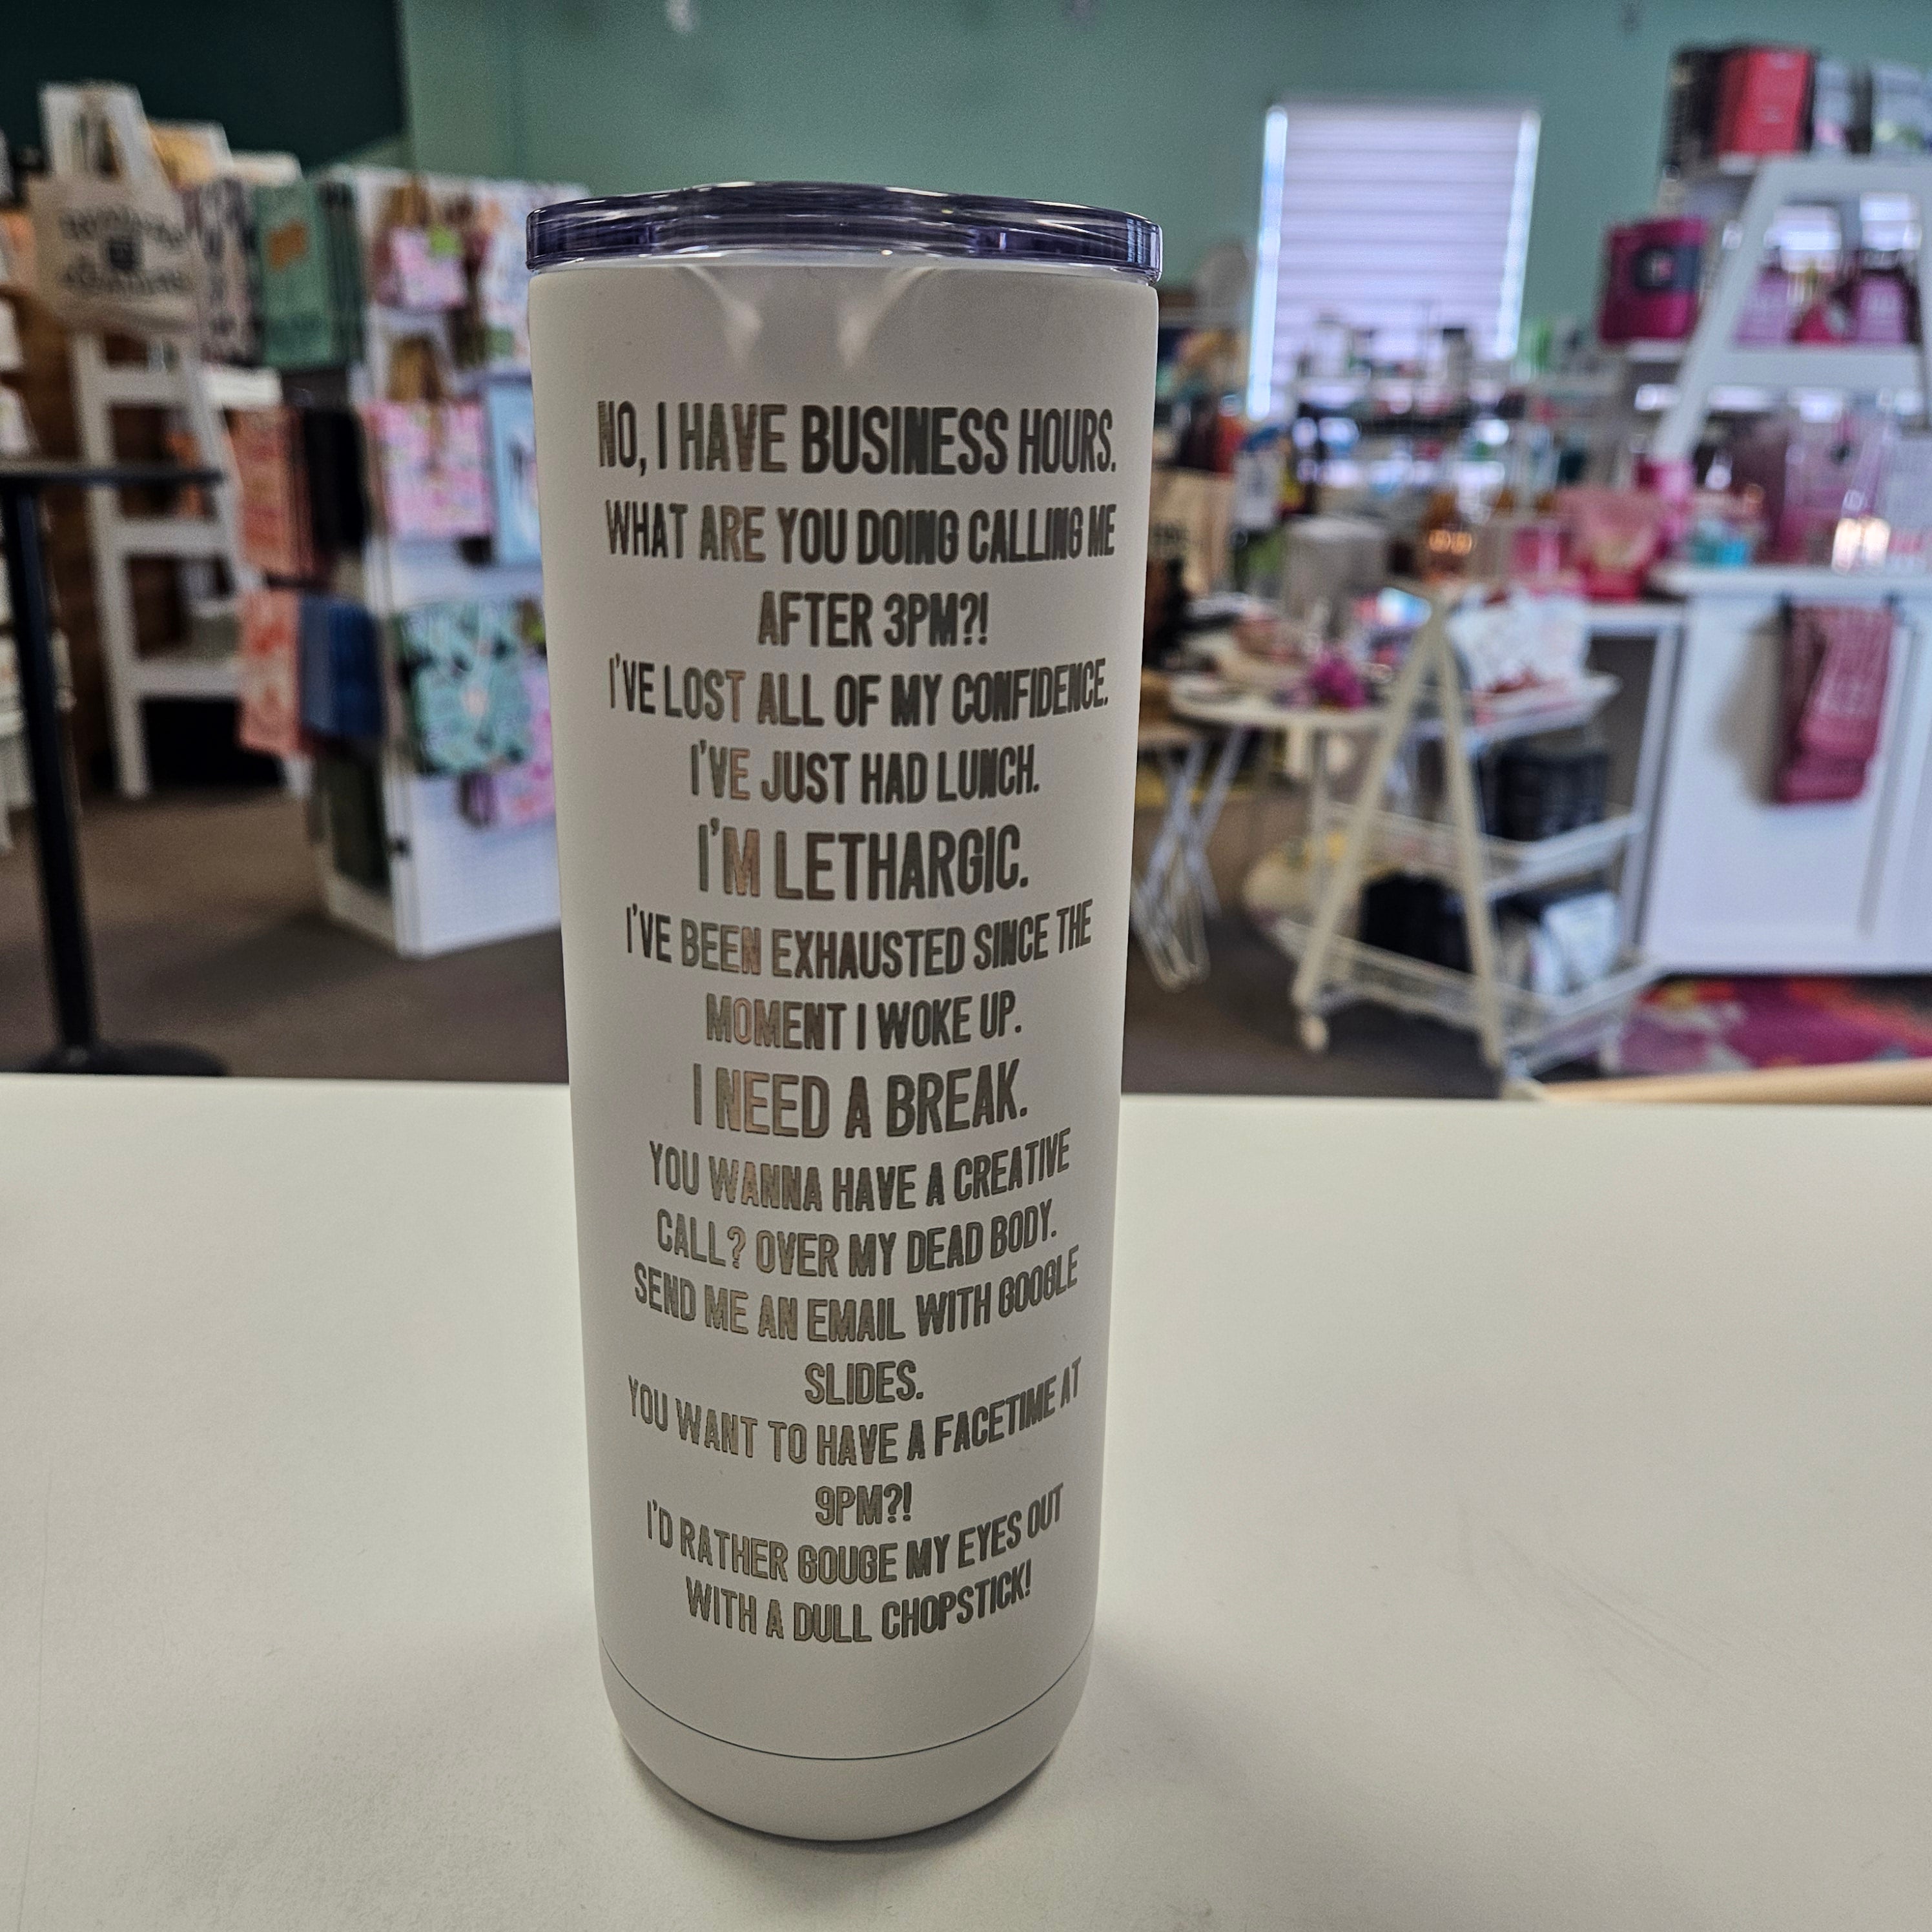 NO, I HAVE BUSINESS HOURS.
WHAT ARE YOU DOING CALLING ME
AFTER 3PM?!
I'VE LOST ALL OF MY CONFIDENCE.
I'VE JUST HAD LUNCH.
I'M LETHARGIC.
I'VE BEEN EXHAUSTED SINCE THE
MOMENT I WOKE UP.
I NEED A BREAK.
YOU WANNA HAVE A CREATIVE
CALL? OVER MY DEAD BODY.
SEND ME AN EMAIL WITH GOOGLE
SLIDES.
YOU WANT TO HAVE A FACETIME AT
9PM?!
I'D RATHER GOUGE MY EYES OUT
WITH A DULL CHOPSTICK!